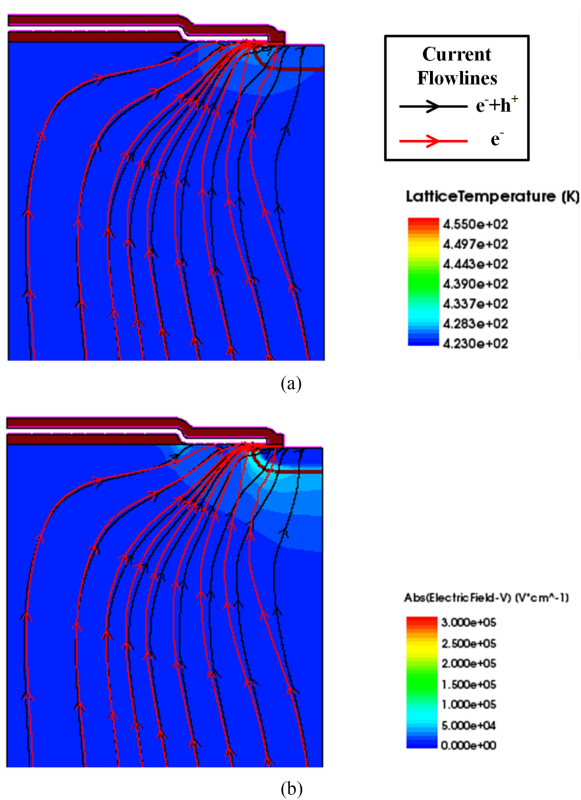 (a)
Current
Flowlines
e⁻+h⁺
e⁻
LatticeTemperature (K)
4.550e+02
4.497e+02
4.443e+02
4.390e+02
4.337e+02
4.283e+02
4.230e+02
(a)
Abs(ElectricField-V) (V*cm^-1)
3.000e+05
2.500e+05
2.000e+05
1.500e+05
1.000e+05
5.000e+04
0.000e+00
(b)